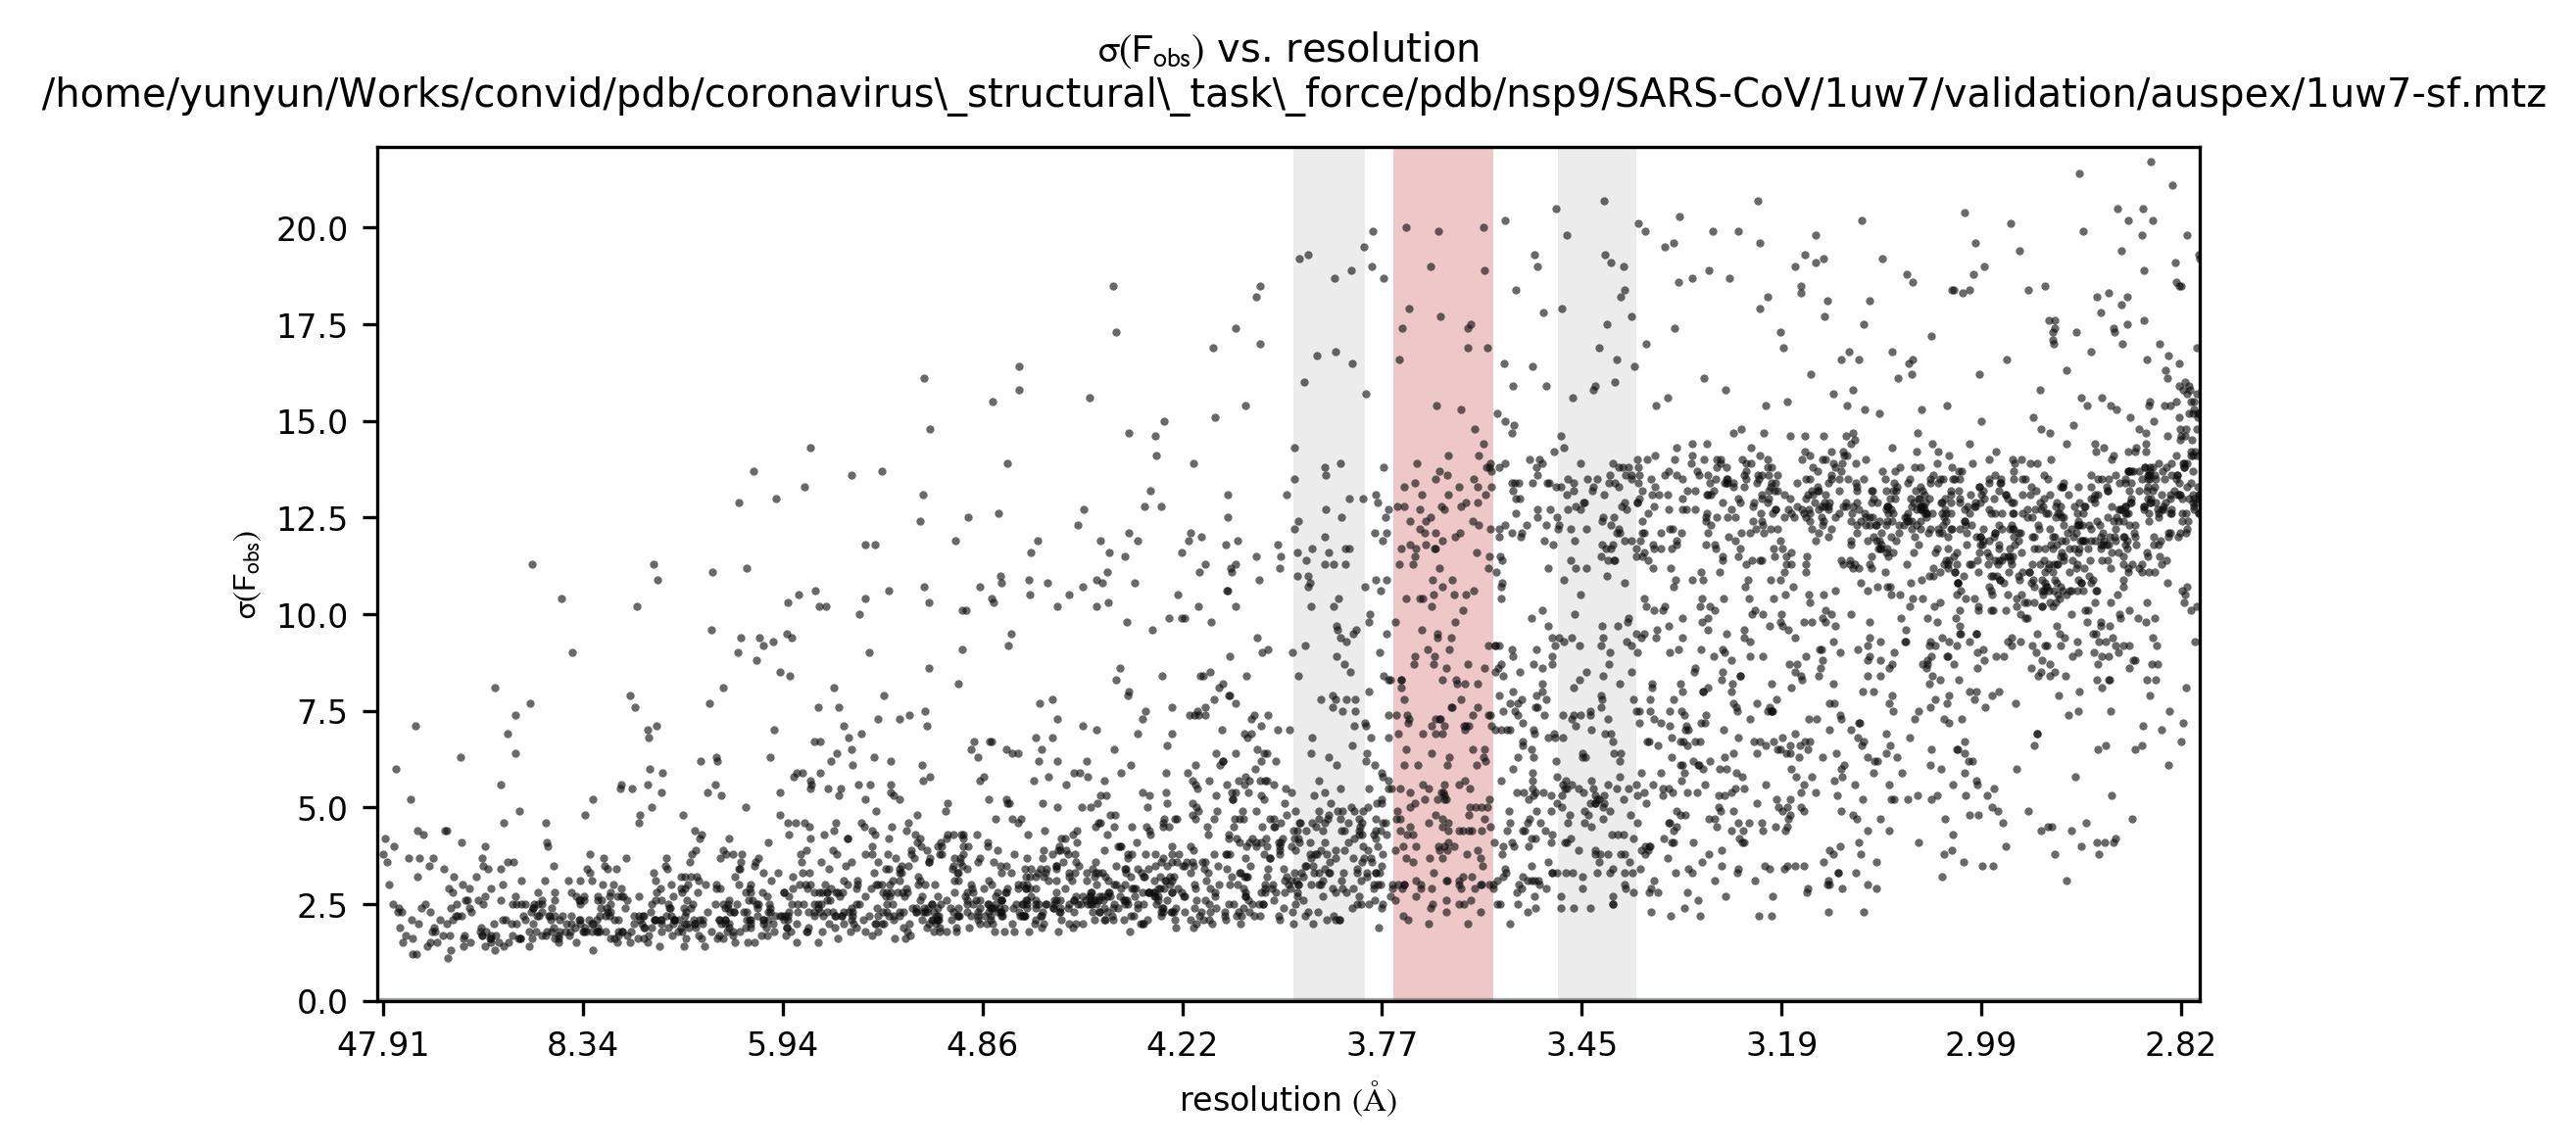 σ(Fobs) vs. resolution
/home/yunyun/Works/convid/pdb/coronavirus\_structural\_task\_force/pdb/nsp9/SARS-CoV/1uw7/validation/auspex/1uw7-sf.mtz
20.0
17.5
15.0
12.5
10.0
7.5
5.0
2.5
0.0
σ(Fobs)
47.91 8.34 5.94 4.86 4.22 3.77 3.45 3.19 2.99 2.82
resolution (Å)